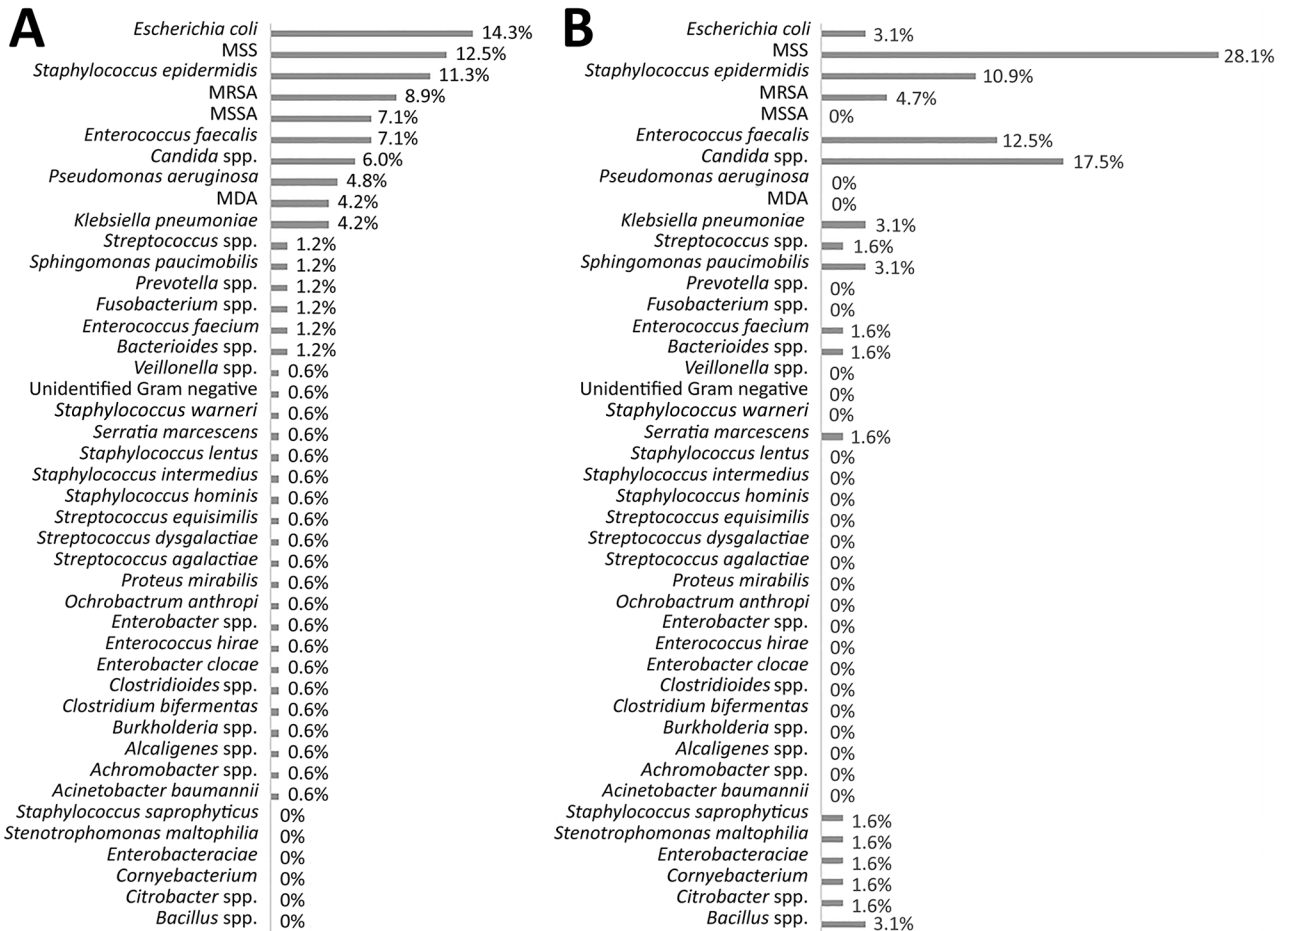 A
Escherichia coli 14.3%
MSS 12.5%
Staphylococcus epidermidis 11.3%
MRSA 8.9%
MSSA 7.1%
Enterococcus faecalis 7.1%
Candida spp. 6.0%
Pseudomonas aeruginosa 4.8%
MDA 4.2%
Klebsiella pneumoniae 4.2%
Streptococcus spp. 1.2%
Sphingomonas paucimobilis 1.2%
Prevotella spp. 1.2%
Fusobacterium spp. 1.2%
Enterococcus faecium 1.2%
Bacterioides spp. 1.2%
Veillonella spp. 0.6%
Unidentified Gram negative 0.6%
Staphylococcus warneri 0.6%
Serratia marcescens 0.6%
Staphylococcus lentus 0.6%
Staphylococcus intermedius 0.6%
Staphylococcus hominis 0.6%
Streptococcus equisimilis 0.6%
Streptococcus dysgalactiae 0.6%
Streptococcus agalactiae 0.6%
Proteus mirabilis 0.6%
Ochrobactrum anthropi 0.6%
Enterobacter spp. 0.6%
Enterococcus hirae 0.6%
Enterobacter clocae 0.6%
Clostridioides spp. 0.6%
Clostridium bifermentas 0.6%
Burkholderia spp. 0.6%
Alcaligenes spp. 0.6%
Achromobacter spp. 0.6%
Acinetobacter baumannii 0.6%
Staphylococcus saprophyticus 0%
Stenotrophomonas maltophilia 0%
Enterobacteraciae 0%
Cornyebacterium 0%
Citrobacter spp. 0%
Bacillus spp. 0%
B
Escherichia coli 3.1%
MSS 28.1%
Staphylococcus epidermidis 10.9%
MRSA 4.7%
MSSA 0%
Enterococcus faecalis 12.5%
Candida spp. 17.5%
Pseudomonas aeruginosa 0%
MDA 0%
Klebsiella pneumoniae 3.1%
Streptococcus spp. 1.6%
Sphingomonas paucimobilis 3.1%
Prevotella spp. 0%
Fusobacterium spp. 0%
Enterococcus faecìum 1.6%
Bacterioides spp. 1.6%
Veillonella spp. 0%
Unidentified Gram negative 0%
Staphylococcus warneri 0%
Serratia marcescens 1.6%
Staphylococcus lentus 0%
Staphylococcus intermedius 0%
Staphylococcus hominis 0%
Streptococcus equisimilis 0%
Streptococcus dysgalactiae 0%
Streptococcus agalactiae 0%
Proteus mirabilis 0%
Ochrobactrum anthropi 0%
Enterobacter spp. 0%
Enterococcus hirae 0%
Enterobacter clocae 0%
Clostridioides spp. 0%
Clostridium bifermentas 0%
Burkholderia spp. 0%
Alcaligenes spp. 0%
Achromobacter spp. 0%
Acinetobacter baumannii 0%
Staphylococcus saprophyticus 1.6%
Stenotrophomonas maltophilia 1.6%
Enterobacteraciae 1.6%
Cornyebacterium 1.6%
Citrobacter spp. 1.6%
Bacillus spp. 3.1%